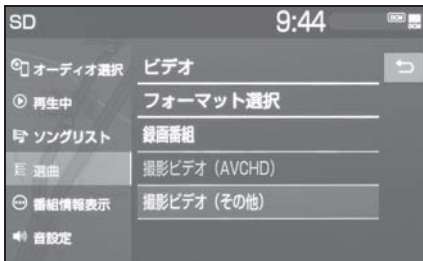 SD
9:44
オーディオ選択
再生中
ソングリスト
選曲
番組情報表示
音設定
ビデオ
フォーマット選択
録画番組
撮影ビデオ（AVCHD）
撮影ビデオ（その他）